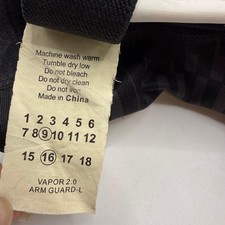 Machine wash warm
Tumble dry low
Do not bleach
Do not dry clean
Do not iron
Made in China
1 2 3 4 5 6
7 8 9 10 11 12
15 16 17 18
VAPOR 2.0
ARM GUARD-L